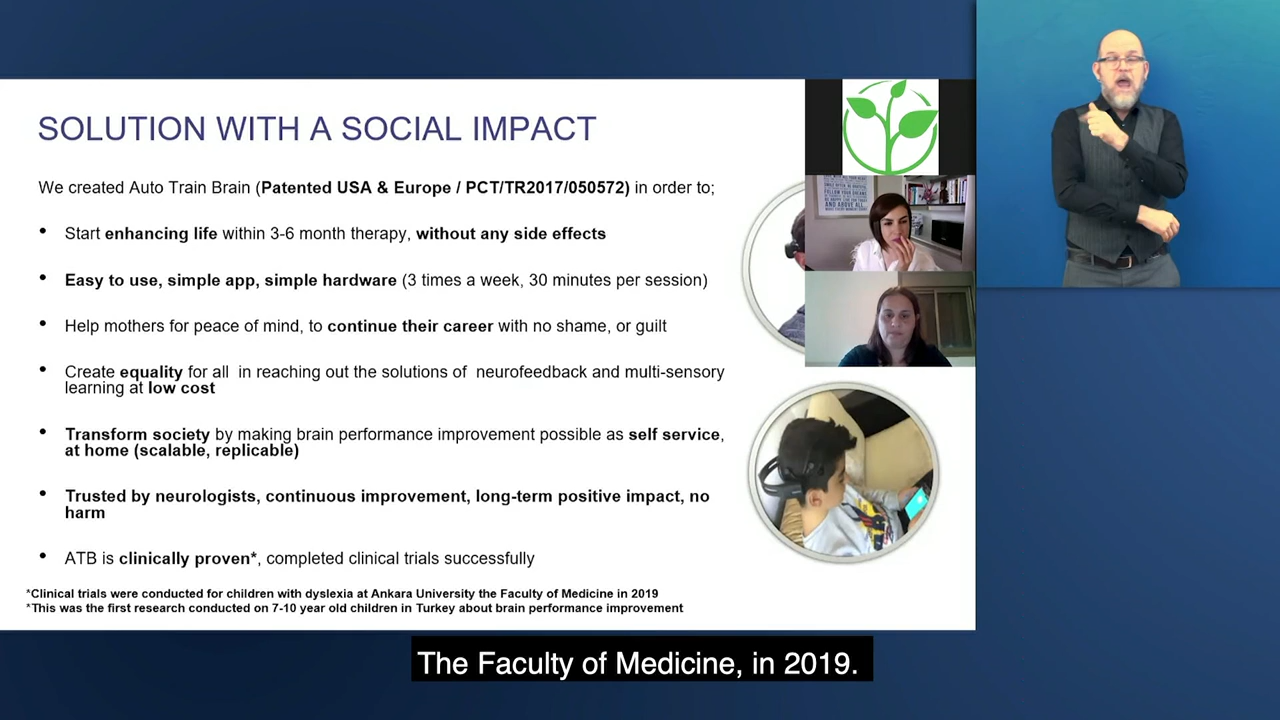 SOLUTION WITH A SOCIAL IMPACT
We created Auto Train Brain (Patented USA & Europe / PCT/TR2017/050572) in order to;
• Start enhancing life within 3-6 month therapy, without any side effects
• Easy to use, simple app, simple hardware (3 times a week, 30 minutes per session)
• Help mothers for peace of mind, to continue their career with no shame, or guilt
• Create equality for all in reaching out the solutions of neurofeedback and multi-sensory
learning at low cost
• Transform society by making brain performance improvement possible as self service,
at home (scalable, replicable)
• Trusted by neurologists, continuous improvement, long-term positive impact, no
harm
• ATB is clinically proven*, completed clinical trials successfully
*Clinical trials were conducted for children with dyslexia at Ankara University the Faculty of Medicine in 2019
*This was the first research conducted on 7-10 year old children in Turkey about brain performance improvement
The Faculty of Medicine, in 2019.